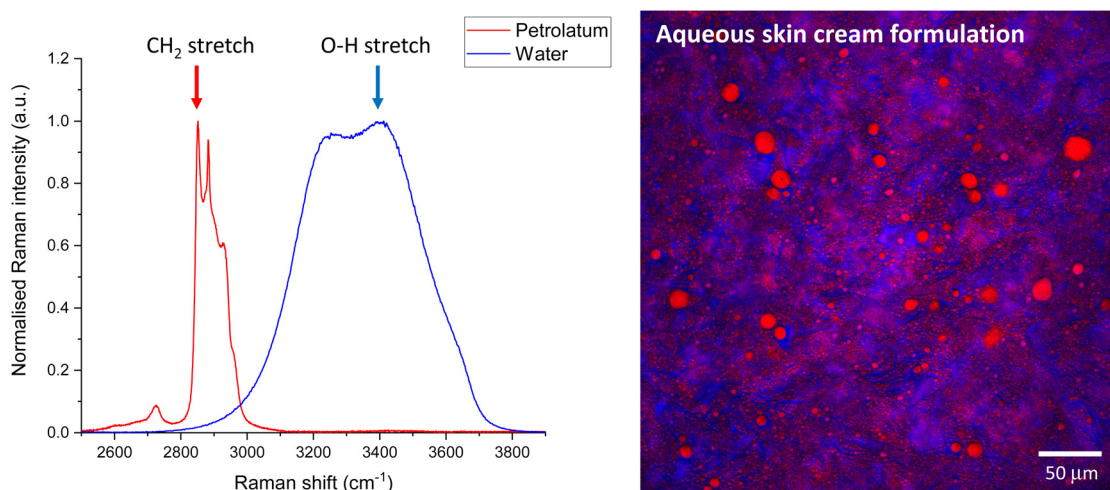 CH₂ stretch
O-H stretch
Petrolatum
Water
Normalised Raman intensity (a.u.)
1.2
1.0
0.8
0.6
0.4
0.2
0.0
2600 2800 3000 3200 3400 3600 3800
Raman shift (cm⁻¹)
Aqueous skin cream formulation
50 μm